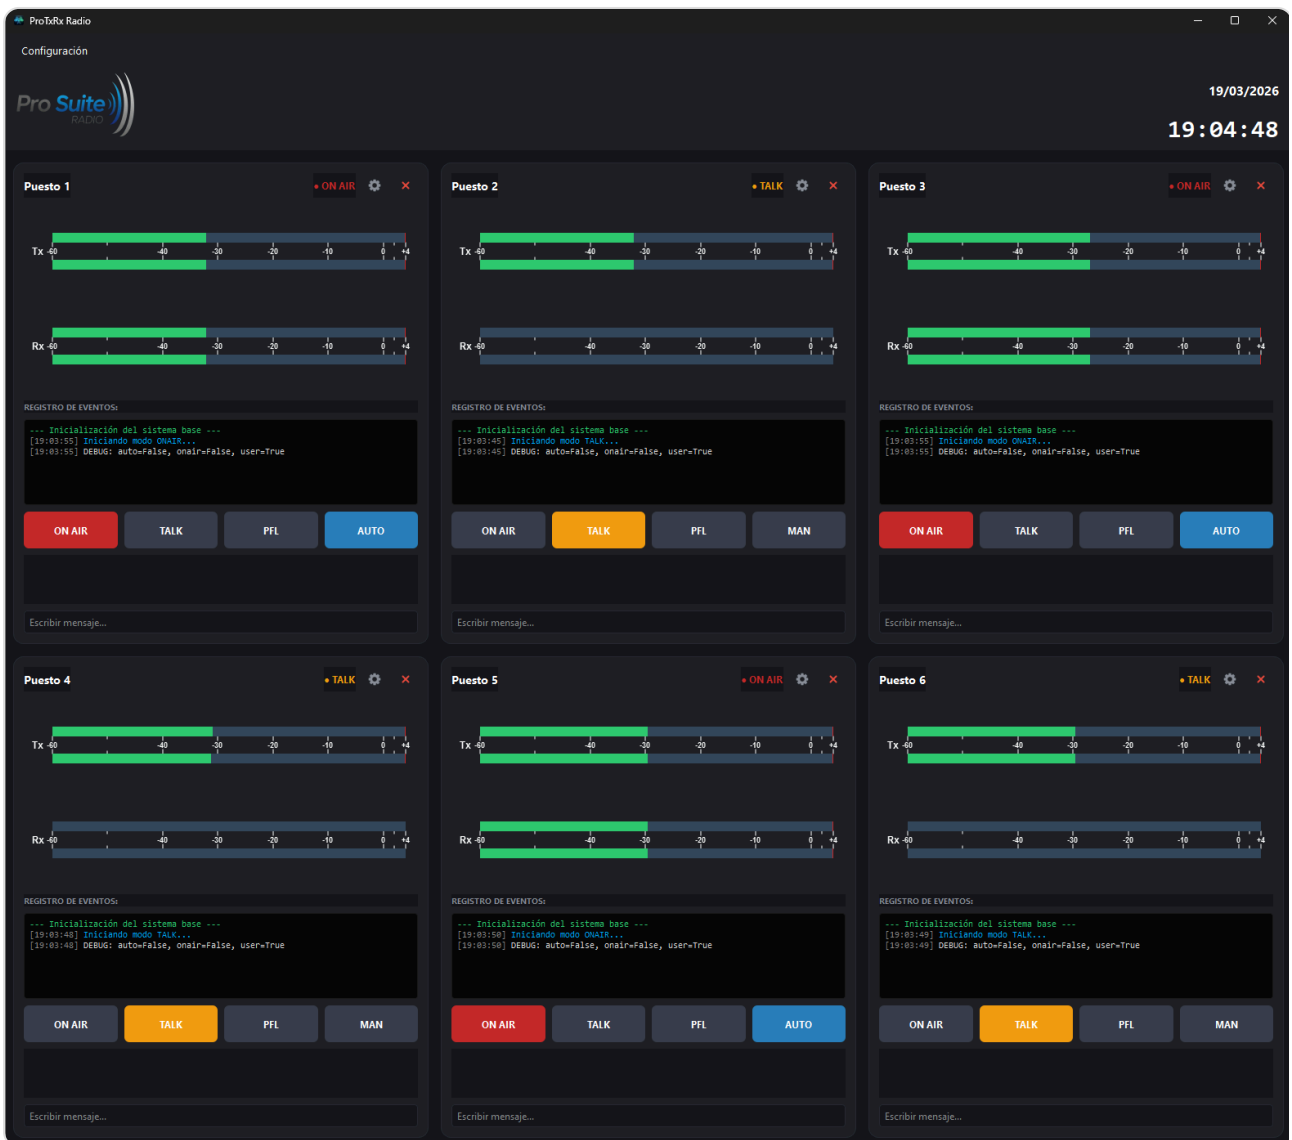 ProTxRx Radio
Configuración
Pro Suite
RADIO
19/03/2026
19:04:48
Puesto 1
• ON AIR
Tx -60 -40 -30 -20 -10 0 +4
Rx -60 -40 -30 -20 -10 0 +4
REGISTRO DE EVENTOS:
--- Inicialización del sistema base ---
[19:03:55] Iniciando modo ONAIR...
[19:03:55] DEBUG: auto=False, onair=False, user=True
ON AIR TALK PFL AUTO
Escribir mensaje...
Puesto 2
• TALK
Tx -60 -40 -30 -20 -10 0 +4
Rx -60 -40 -30 -20 -10 0 +4
REGISTRO DE EVENTOS:
--- Inicialización del sistema base ---
[19:03:45] Iniciando modo TALK...
[19:03:45] DEBUG: auto=False, onair=False, user=True
ON AIR TALK PFL MAN
Escribir mensaje...
Puesto 3
• ON AIR
Tx -60 -40 -30 -20 -10 0 +4
Rx -60 -40 -30 -20 -10 0 +4
REGISTRO DE EVENTOS:
--- Inicialización del sistema base ---
[19:03:55] Iniciando modo ONAIR...
[19:03:55] DEBUG: auto=False, onair=False, user=True
ON AIR TALK PFL AUTO
Escribir mensaje...
Puesto 4
• TALK
Tx -60 -40 -30 -20 -10 0 +4
Rx -60 -40 -30 -20 -10 0 +4
REGISTRO DE EVENTOS:
--- Inicialización del sistema base ---
[19:03:48] Iniciando modo TALK...
[19:03:48] DEBUG: auto=False, onair=False, user=True
ON AIR TALK PFL MAN
Escribir mensaje...
Puesto 5
• ON AIR
Tx -60 -40 -30 -20 -10 0 +4
Rx -60 -40 -30 -20 -10 0 +4
REGISTRO DE EVENTOS:
--- Inicialización del sistema base ---
[19:03:50] Iniciando modo ONAIR...
[19:03:50] DEBUG: auto=False, onair=False, user=True
ON AIR TALK PFL AUTO
Escribir mensaje...
Puesto 6
• TALK
Tx -60 -40 -30 -20 -10 0 +4
Rx -60 -40 -30 -20 -10 0 +4
REGISTRO DE EVENTOS:
--- Inicialización del sistema base ---
[19:03:49] Iniciando modo TALK...
[19:03:49] DEBUG: auto=False, onair=False, user=True
ON AIR TALK PFL MAN
Escribir mensaje...